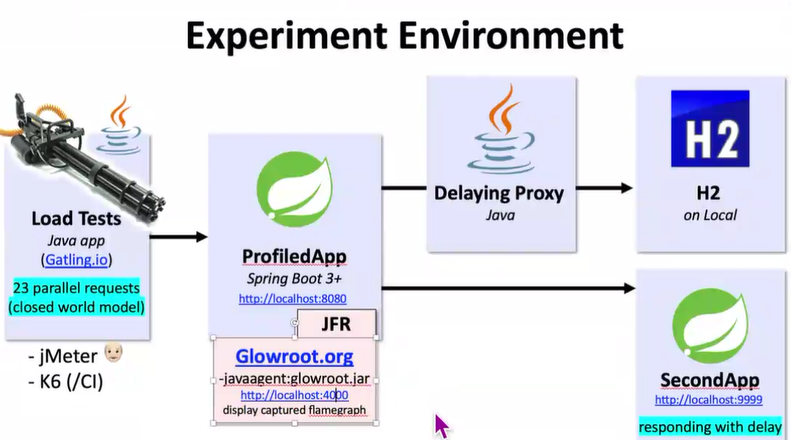 Experiment Environment
Load Tests
Java app
(Gatling.io)
23 parallel requests
(closed world model)
- jMeter
- K6 (/CI)
ProfiledApp
Spring Boot 3+
http://localhost:8080
JFR
Glowroot.org
-javaagent:glowroot.jar
http://localhost:4000
display captured flamegraph
Delaying Proxy
Java
H2
H2
on Local
SecondApp
http://localhost:9999
responding with delay